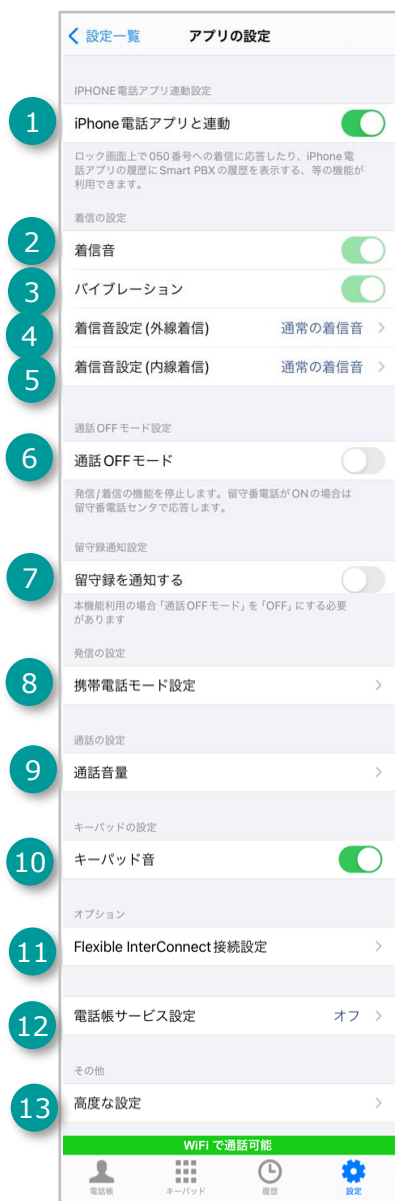 設定一覧 アプリの設定
IPHONE電話アプリ連動設定
1 iPhone電話アプリと連動
ロック画面上で050番号への着信に応答したり、iPhone電
話アプリの履歴にSmart PBXの履歴を表示する、等の機能が
利用できます。
着信の設定
2 着信音
3 バイブレーション
4 着信音設定(外線着信) 通常の着信音
5 着信音設定(内線着信) 通常の着信音
通話OFFモード設定
6 通話OFFモード
発信/着信の機能を停止します。留守番電話がONの場合は
留守番電話センタで応答します。
留守録通知設定
7 留守録を通知する
本機能利用の場合「通話OFFモード」を「OFF」にする必要
があります
発信の設定
8 携帯電話モード設定
通話の設定
9 通話音量
キーパッドの設定
10 キーパッド音
オプション
11 Flexible InterConnect接続設定
12 電話帳サービス設定 オフ
その他
13 高度な設定
WiFiで通話可能
電話帳 キーパッド 履歴 設定